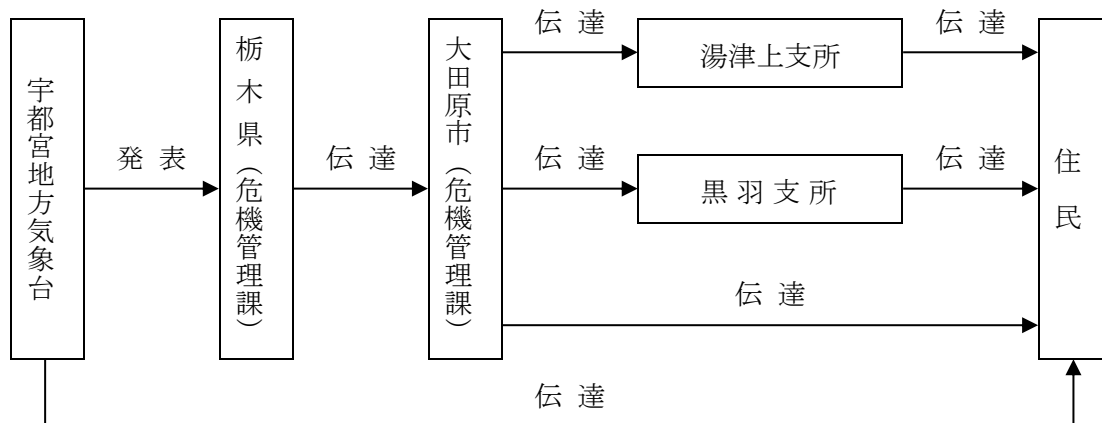 宇都宮地方気象台
発表
栃木県（危機管理課）
伝達
大田原市（危機管理課）
伝達
湯津上支所
伝達
伝達
黒羽支所
伝達
伝達
住民
伝達